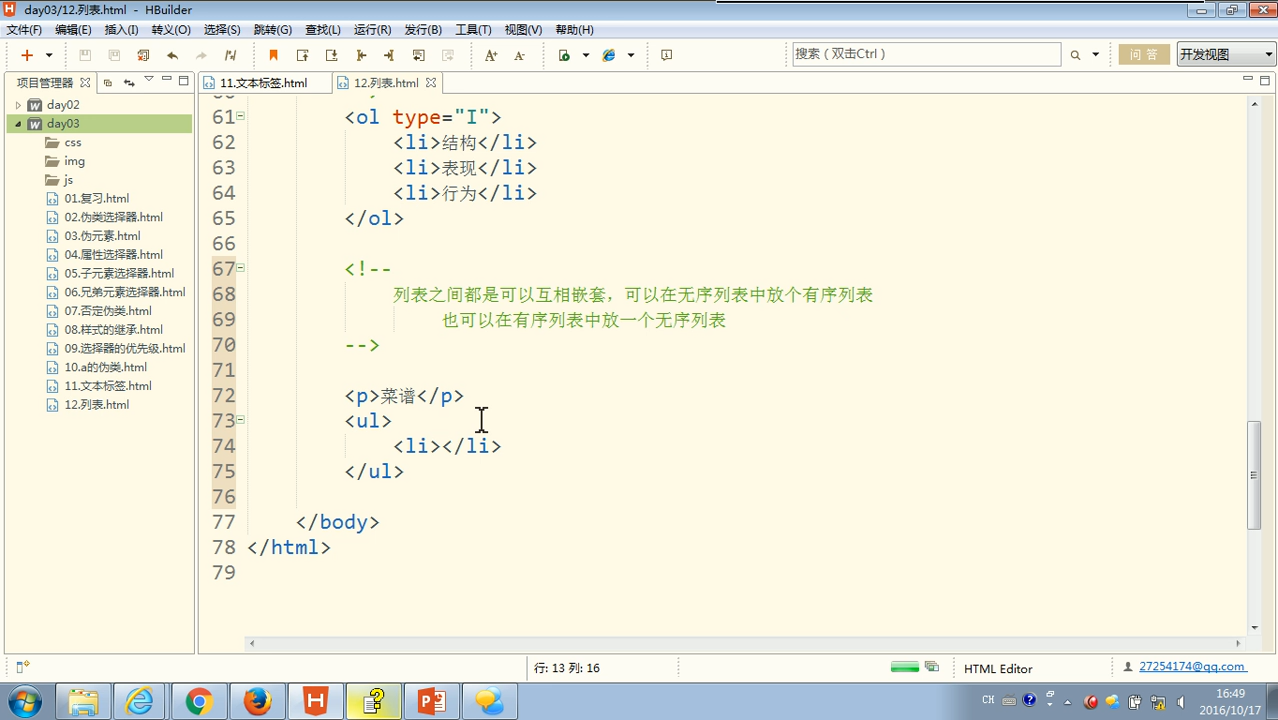 day03/12.列表.html - HBuilder
文件(F) 编辑(E) 插入(I) 转义(O) 选择(S) 跳转(G) 查找(L) 运行(R) 发行(B) 工具(T) 视图(V) 帮助(H)
搜索（双击Ctrl） 问答 开发视图
项目管理器 11.文本标签.html 12.列表.html
day02
day03
css
img
js
01.复习.html
02.伪类选择器.html
03.伪元素.html
04.属性选择器.html
05.子元素选择器.html
06.兄弟元素选择器.html
07.否定伪类.html
08.样式的继承.html
09.选择器的优先级.html
10.a的伪类.html
11.文本标签.html
12.列表.html
61 <ol type="I">
62 <li>结构</li>
63 <li>表现</li>
64 <li>行为</li>
65 </ol>
66
67 <!--
68 列表之间都是可以互相嵌套，可以在无序列表中放个有序列表
69 也可以在有序列表中放一个无序列表
70 -->
71
72 <p>菜谱</p>
73 <ul>
74 <li></li>
75 </ul>
76
77 </body>
78 </html>
79
行: 13 列: 16 HTML Editor 27254174@qq.com
CH 16:49
2016/10/17